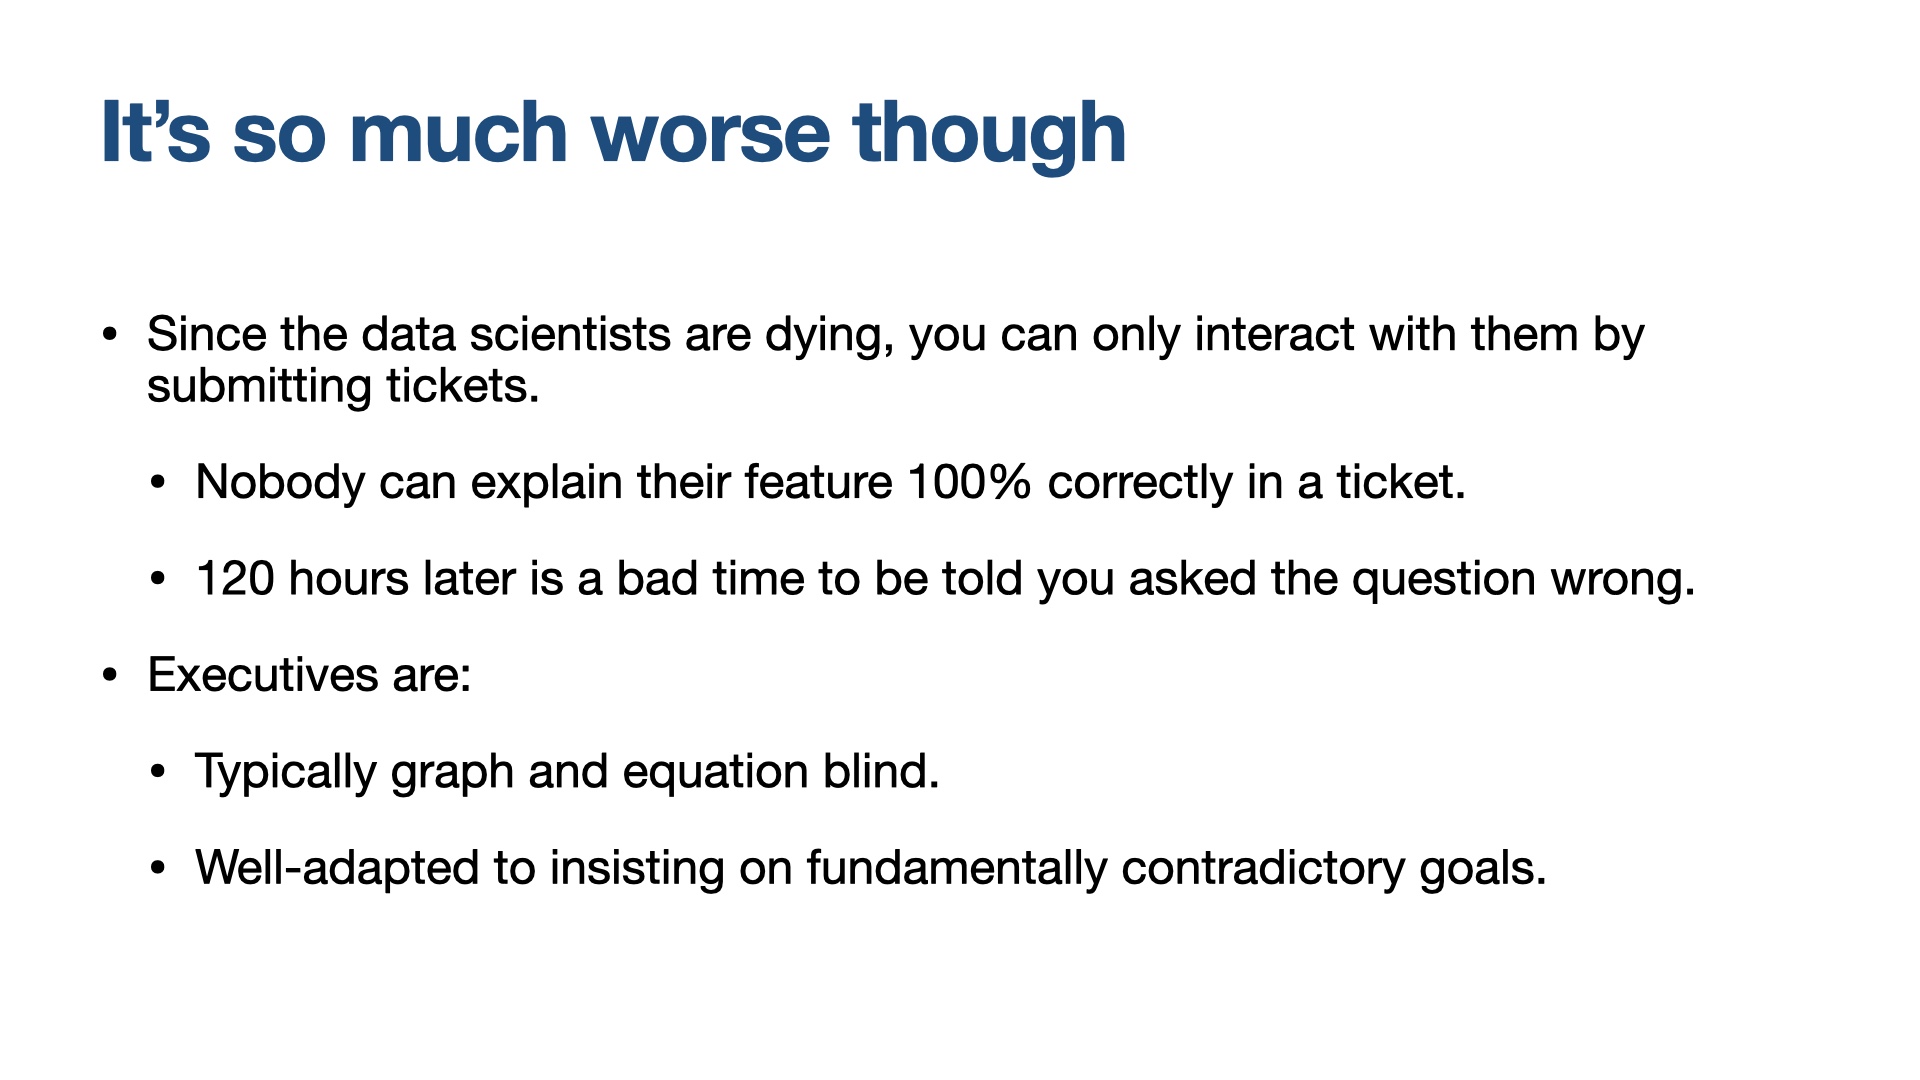 It’s so much worse though
• Since the data scientists are dying, you can only interact with them by
submitting tickets.
• Nobody can explain their feature 100% correctly in a ticket.
• 120 hours later is a bad time to be told you asked the question wrong.
• Executives are:
• Typically graph and equation blind.
• Well-adapted to insisting on fundamentally contradictory goals.